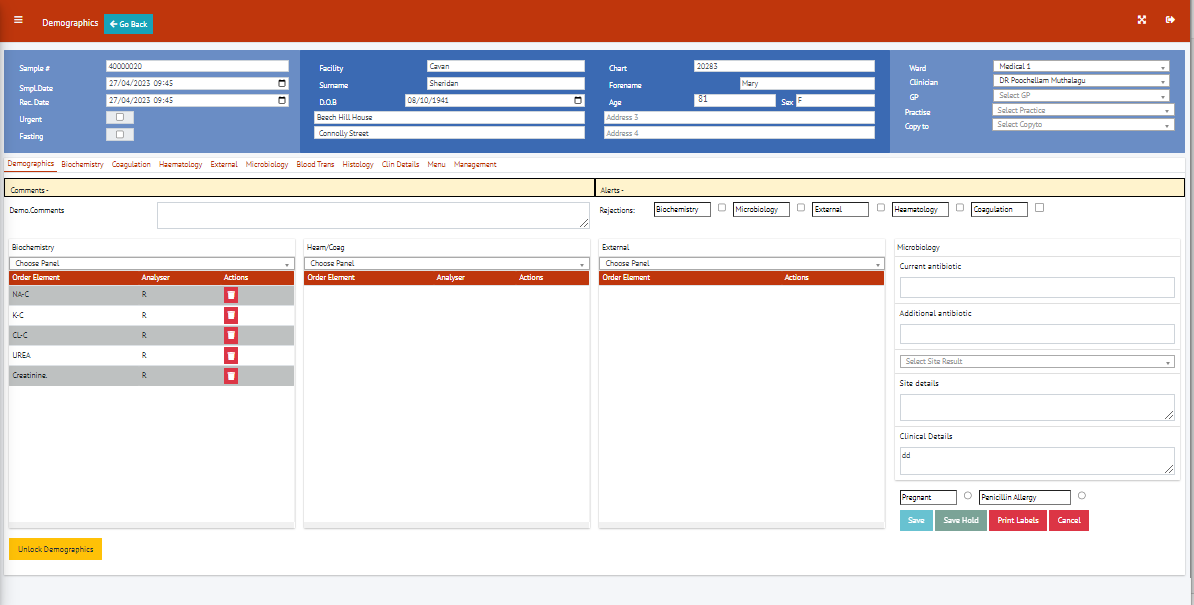 Demographics Go Back
Sample # 40000020 Facility Cavan Chart 20283 Ward Medical 1
Smpl.Date 27/04/2023 09:45 Surname Sheridan Forename Mary Clinician DR Poochellam Muthalagu
Rec. Date 27/04/2023 09:45 D.O.B 08/10/1941 Age 81 Sex F GP Select GP
Urgent Beech Hill House Address 3 Practise Select Practice
Fasting Connolly Street Address 4 Copy to Select Copyto
Demographics Biochemistry Coagulation Haematology External Microbiology Blood Trans Histology Clin Details Menu Management
Comments - Alerts -
Demo.Comments Rejections: Biochemistry Microbiology External Heamatology Coagulation
Biochemistry Heam/Coag External Microbiology
Choose Panel Choose Panel Choose Panel Current antibiotic
Order Element Analyser Actions Order Element Analyser Actions Order Element Actions
NA-C R
K-C R Additional antibiotic
CL-C R
UREA R Select Site Result
Creatinine. R Site details
Clinical Details
dd
Pregnant Penicillin Allergy
Save Save Hold Print Labels Cancel
Unlock Demographics